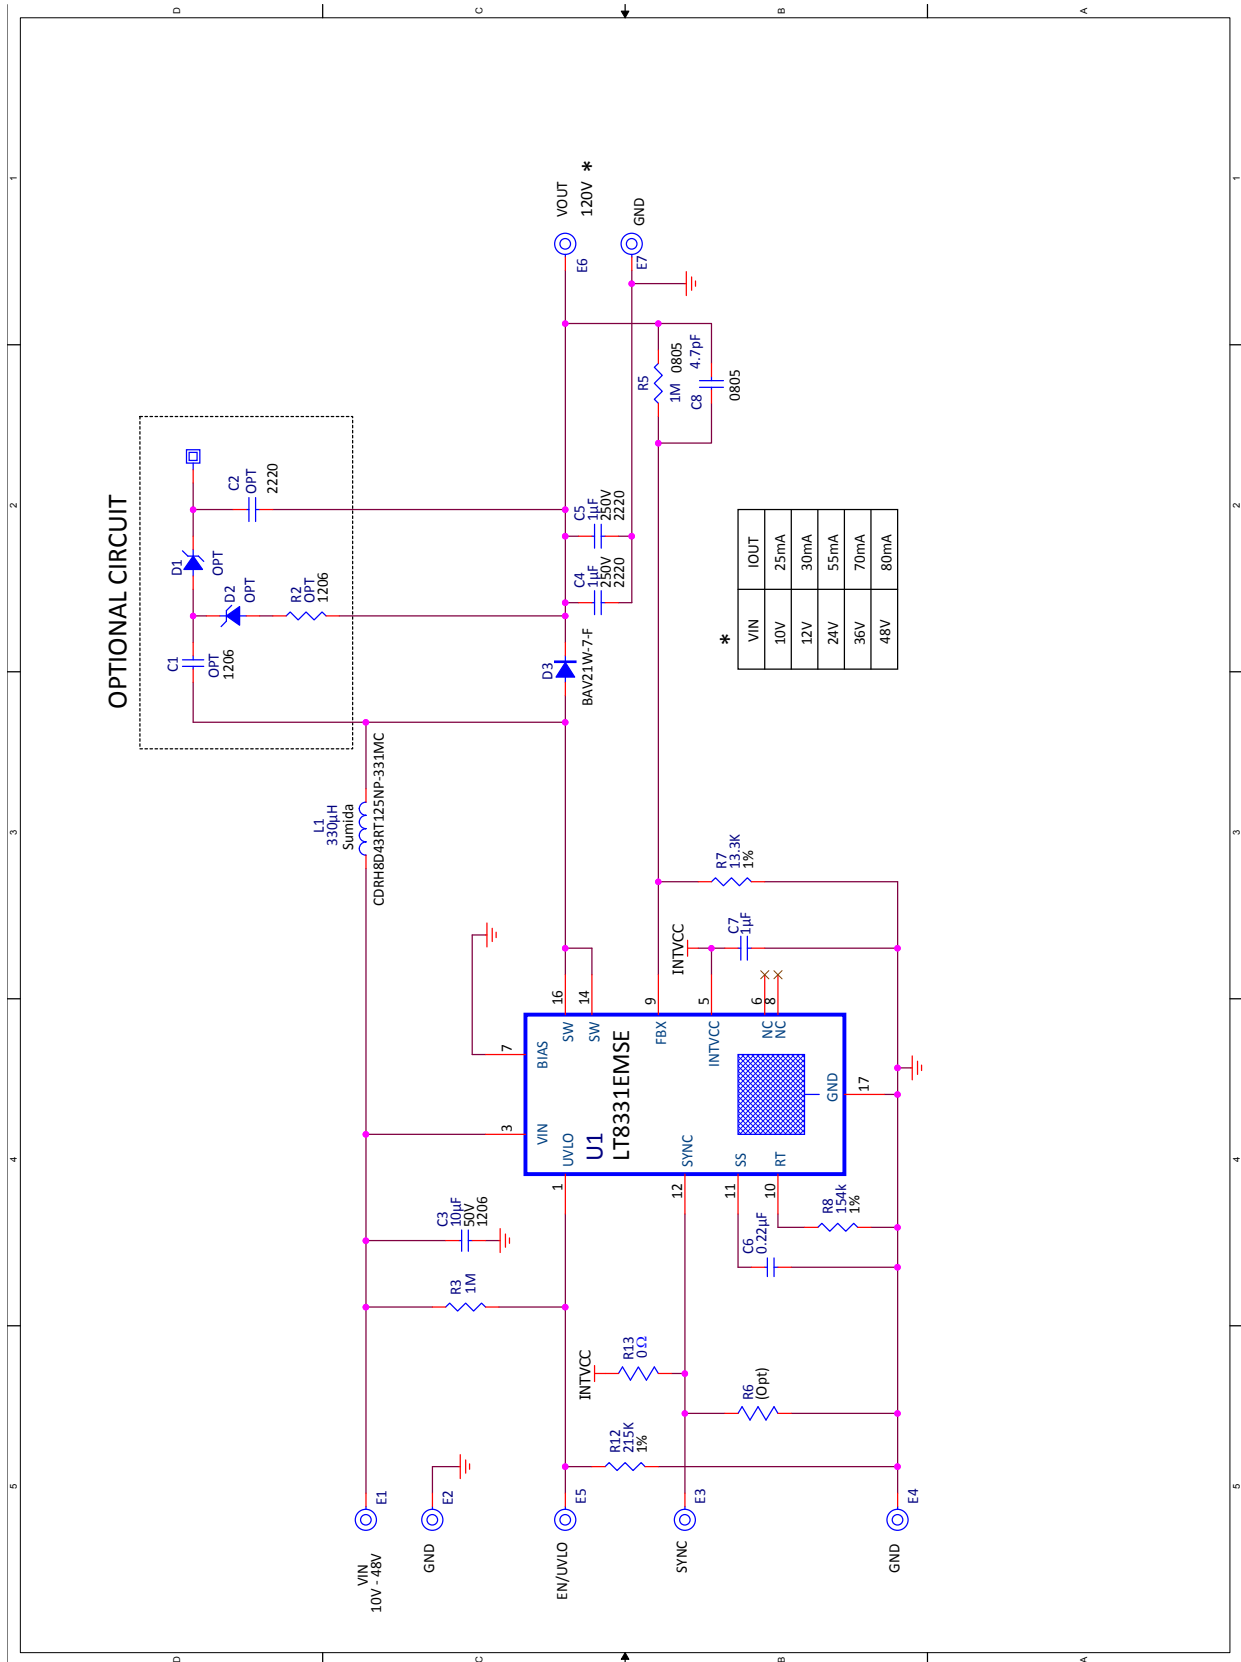 5
4
3
2
1
D
C
B
A
OPTIONAL CIRCUIT
C1
OPT
1206
D1
OPT
D2
OPT
R2
OPT
1206
C2
OPT
2220
L1
330µH
Sumida
CDRH8D43RT125NP-331MC
VIN
10V - 48V
E1
GND
E2
R3
1M
C3
10µF
50V
1206
D3
BAV21W-7-F
C4
1µF
250V
2220
C5
1µF
250V
2220
VOUT
120V *
E6
GND
E7
EN/UVLO
E5
R12
215K
1%
INTVCC
R13
0Ω
SYNC
E3
R6
(Opt)
GND
E4
3
VIN
7
BIAS
1
UVLO
U1
LT8331EMSE
12
SYNC
11
SS
10
RT
GND
17
16
SW
14
SW
9
FBX
5
INTVCC
6
NC
8
NC
C6
0.22µF
R8
154k
1%
INTVCC
C7
1µF
R7
13.3K
1%
R5
1M 0805
C8 4.7pF
0805
*
VIN IOUT
10V 25mA
12V 30mA
24V 55mA
36V 70mA
48V 80mA
5
4
3
2
1
D
C
B
A